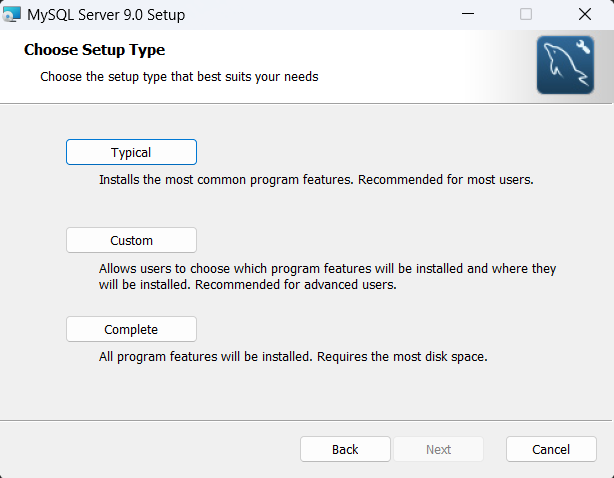 MySQL Server 9.0 Setup
Choose Setup Type
Choose the setup type that best suits your needs
Typical
Installs the most common program features. Recommended for most users.
Custom
Allows users to choose which program features will be installed and where they
will be installed. Recommended for advanced users.
Complete
All program features will be installed. Requires the most disk space.
Back
Next
Cancel